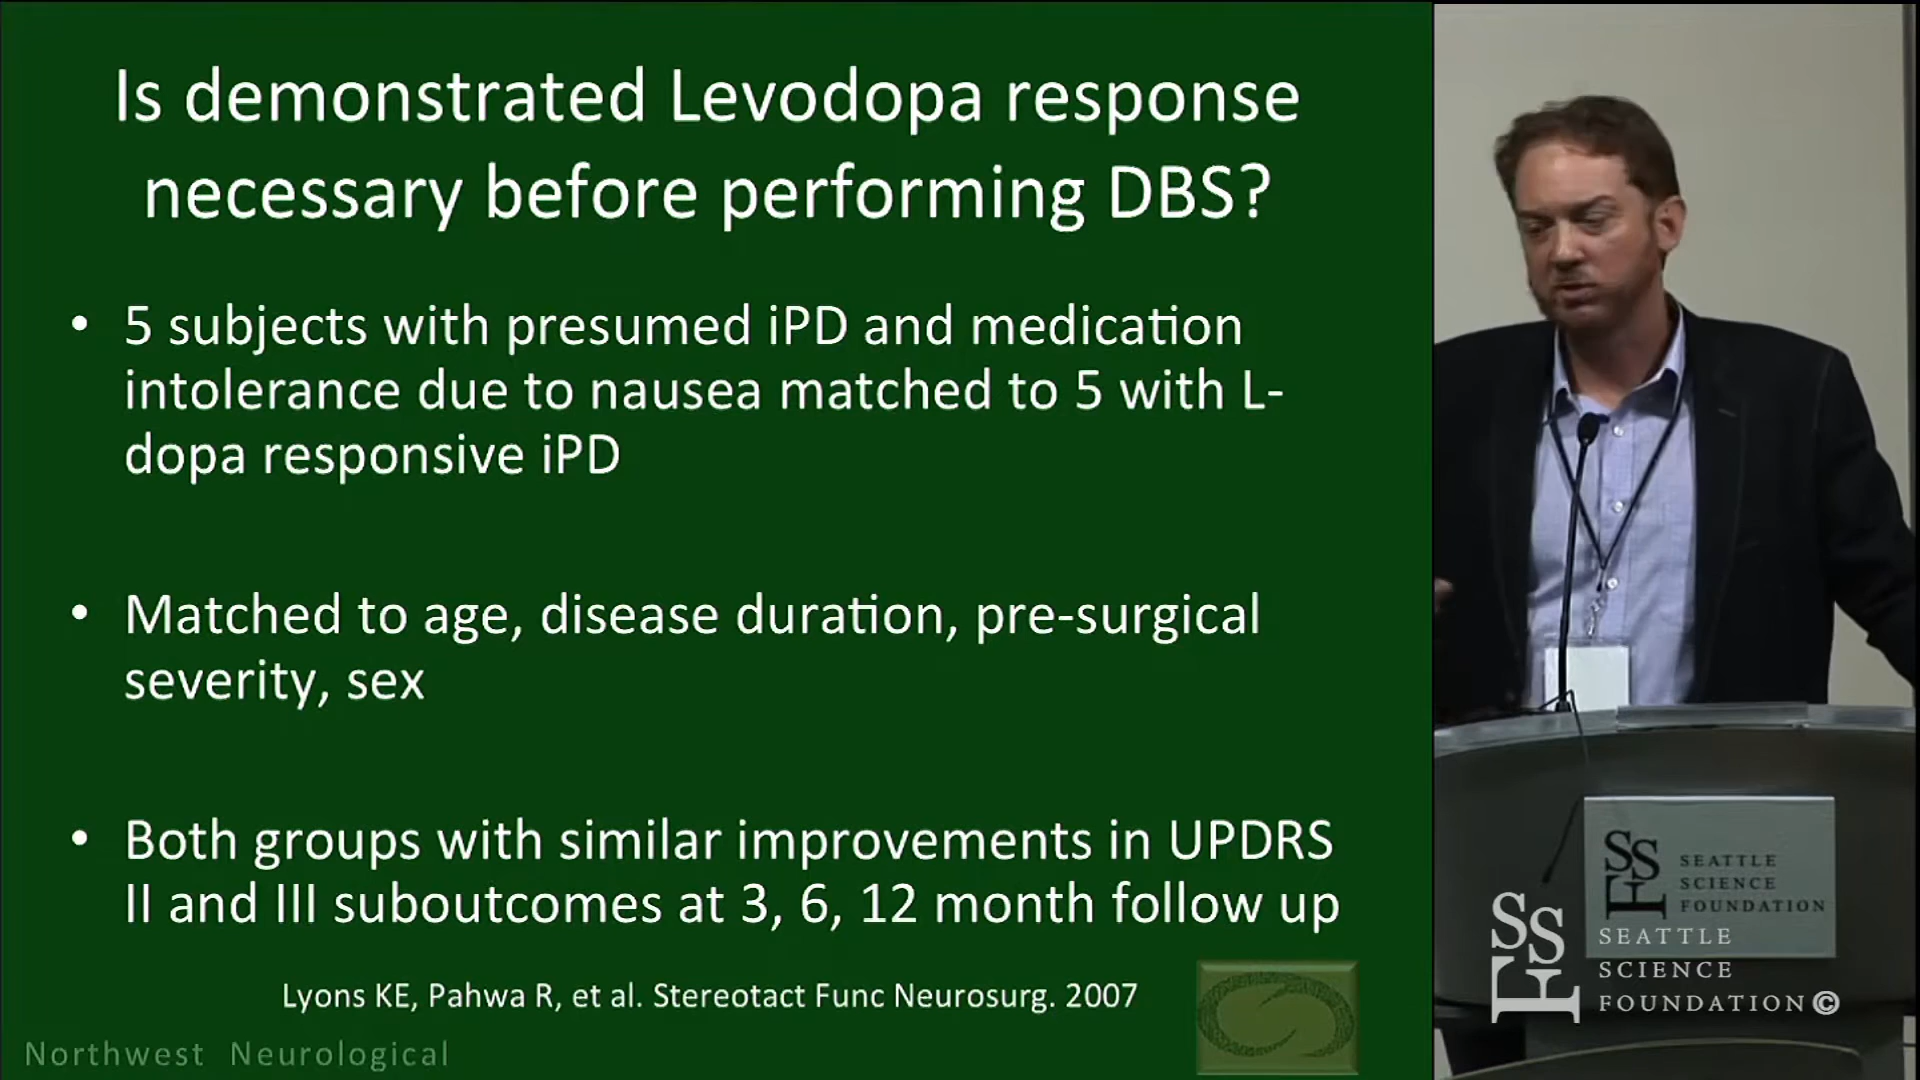 Is demonstrated Levodopa response
necessary before performing DBS?
• 5 subjects with presumed iPD and medication
intolerance due to nausea matched to 5 with L-
dopa responsive iPD
• Matched to age, disease duration, pre-surgical
severity, sex
• Both groups with similar improvements in UPDRS
II and III suboutcomes at 3, 6, 12 month follow up
Lyons KE, Pahwa R, et al. Stereotact Func Neurosurg. 2007
Northwest Neurological
SSF
SEATTLE
SCIENCE
FOUNDATION
SSF
SEATTLE
SCIENCE
FOUNDATION©